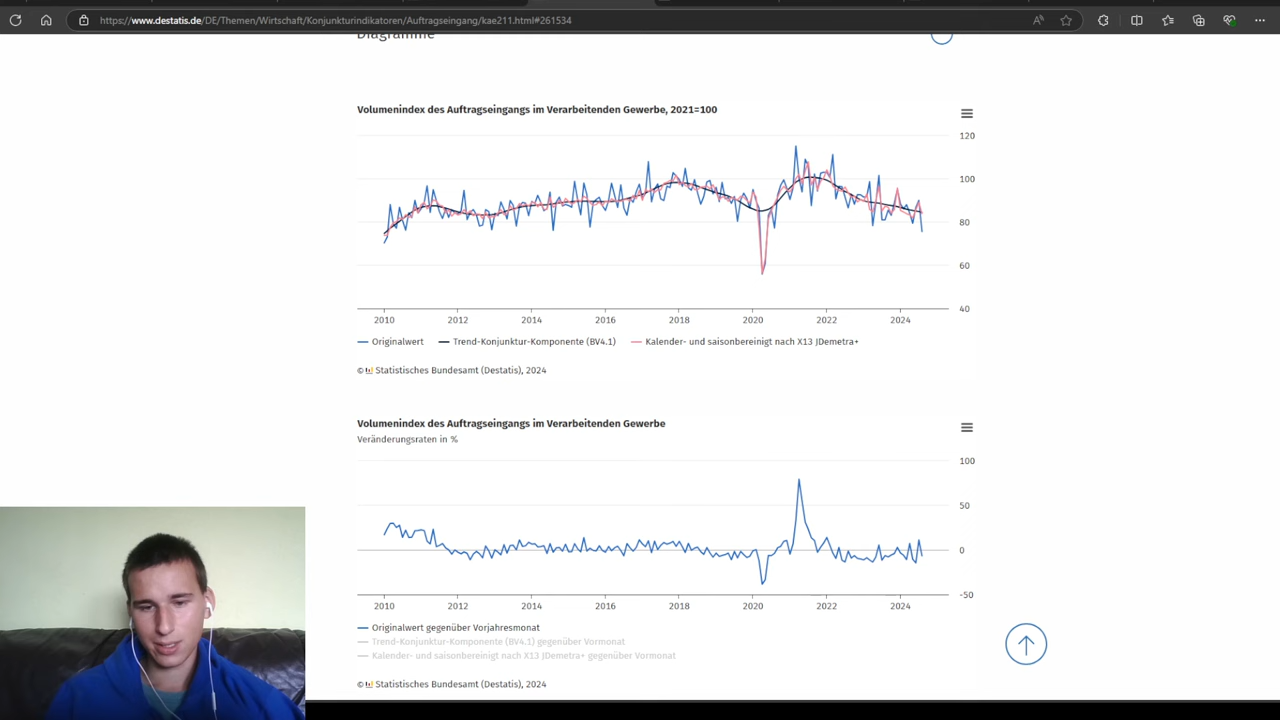 https://www.destatis.de/DE/Themen/Wirtschaft/Konjunkturindikatoren/Auftragseingang/kae211.html#261534
Diagramme
Volumenindex des Auftragseingangs im Verarbeitenden Gewerbe, 2021=100
120
100
80
60
40
2010 2012 2014 2016 2018 2020 2022 2024
Originalwert Trend-Konjunktur-Komponente (BV4.1) Kalender- und saisonbereinigt nach X13 JDemetra+
© Statistisches Bundesamt (Destatis), 2024
Volumenindex des Auftragseingangs im Verarbeitenden Gewerbe
Veränderungsraten in %
100
50
0
-50
2010 2012 2014 2016 2018 2020 2022 2024
Originalwert gegenüber Vorjahresmonat
Trend-Konjunktur-Komponente (BV4.1) gegenüber Vormonat
Kalender- und saisonbereinigt nach X13 JDemetra+ gegenüber Vormonat
© Statistisches Bundesamt (Destatis), 2024